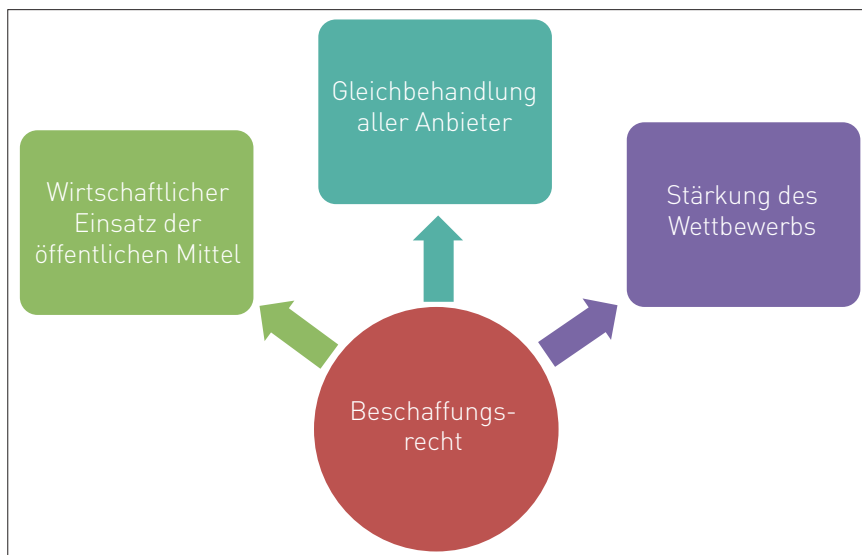 Gleichbehandlung
aller Anbieter
Wirtschaftlicher
Einsatz der
öffentlichen Mittel
Stärkung des
Wettbewerbs
Beschaffungs-
recht